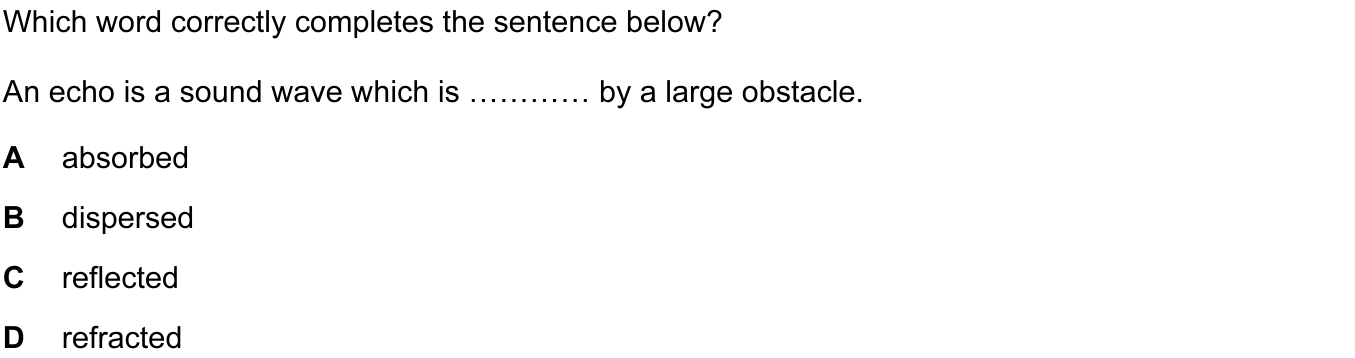 Which word correctly completes the sentence below?
An echo is a sound wave which is ............ by a large obstacle.
A absorbed
B dispersed
C reflected
D refracted